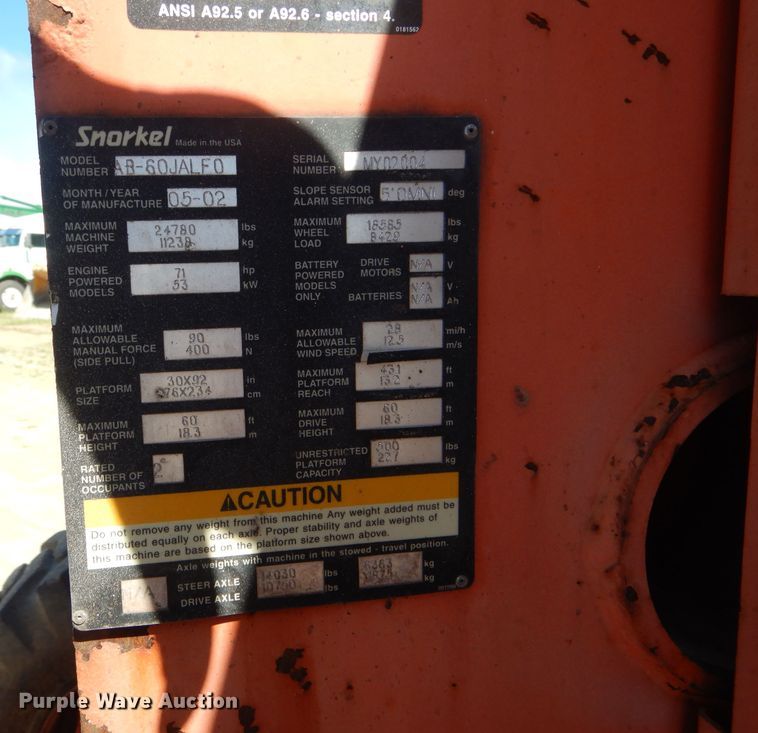 ANSI A92.5 or A92.6 - section 4.
0181562
Snorkel Made in the USA
MODEL NUMBER AB-60JALF0
MONTH / YEAR OF MANUFACTURE 05-02
MAXIMUM MACHINE WEIGHT 24780 lbs
11238 kg
ENGINE POWERED MODELS 71 hp
53 kW
MAXIMUM ALLOWABLE MANUAL FORCE (SIDE PULL) 90 lbs
400 N
PLATFORM SIZE 30X92 in
76X234 cm
MAXIMUM PLATFORM HEIGHT 60 ft
18.3 m
RATED NUMBER OF OCCUPANTS 2
SERIAL NUMBER MY02004
SLOPE SENSOR ALARM SETTING 5°OMNI deg
MAXIMUM WHEEL LOAD 18585 lbs
8429 kg
BATTERY POWERED MODELS ONLY
DRIVE MOTORS N/A V
BATTERIES N/A V
N/A Ah
MAXIMUM ALLOWABLE WIND SPEED 28 mi/h
12.5 m/s
MAXIMUM PLATFORM REACH ft
13.2 m
MAXIMUM DRIVE HEIGHT 60 ft
18.3 m
UNRESTRICTED PLATFORM CAPACITY 500 lbs
227 kg
CAUTION
Do not remove any weight from this machine Any weight added must be
distributed equally on each axle. Proper stability and axle weights of
this machine are based on the platform size shown above.
Axle weights with machine in the stowed - travel position.
N/A
STEER AXLE 14030 lbs 6363 kg
DRIVE AXLE 10750 lbs kg
Purple Wave Auction